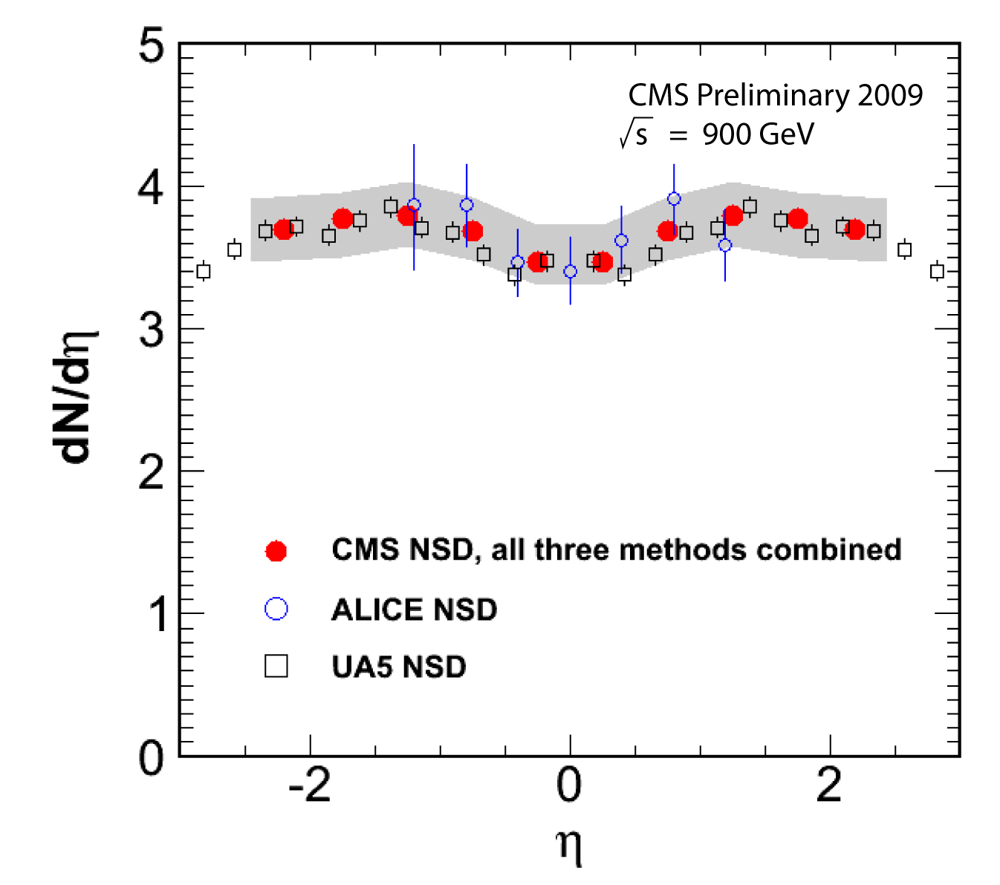 5
CMS Preliminary 2009
√s = 900 GeV
4
3
dN/dη
2
CMS NSD, all three methods combined
1
ALICE NSD
UA5 NSD
0
-2 0 2
η